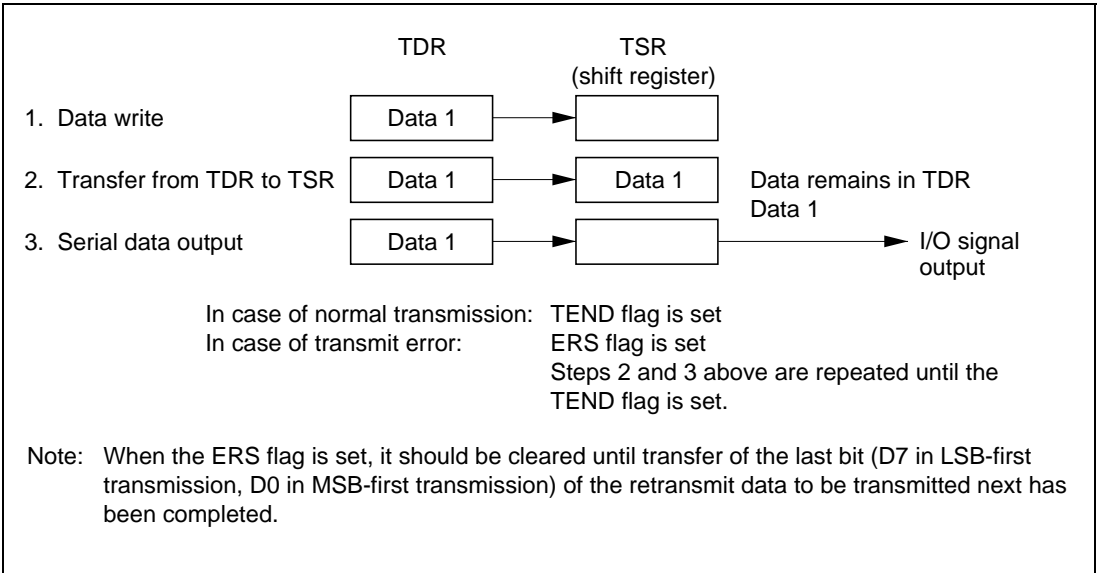 TDR TSR
(shift register)
1. Data write Data 1
2. Transfer from TDR to TSR Data 1 Data 1 Data remains in TDR
Data 1
3. Serial data output Data 1 I/O signal
output
In case of normal transmission: TEND flag is set
In case of transmit error: ERS flag is set
Steps 2 and 3 above are repeated until the
TEND flag is set.
Note: When the ERS flag is set, it should be cleared until transfer of the last bit (D7 in LSB-first
transmission, D0 in MSB-first transmission) of the retransmit data to be transmitted next has
been completed.